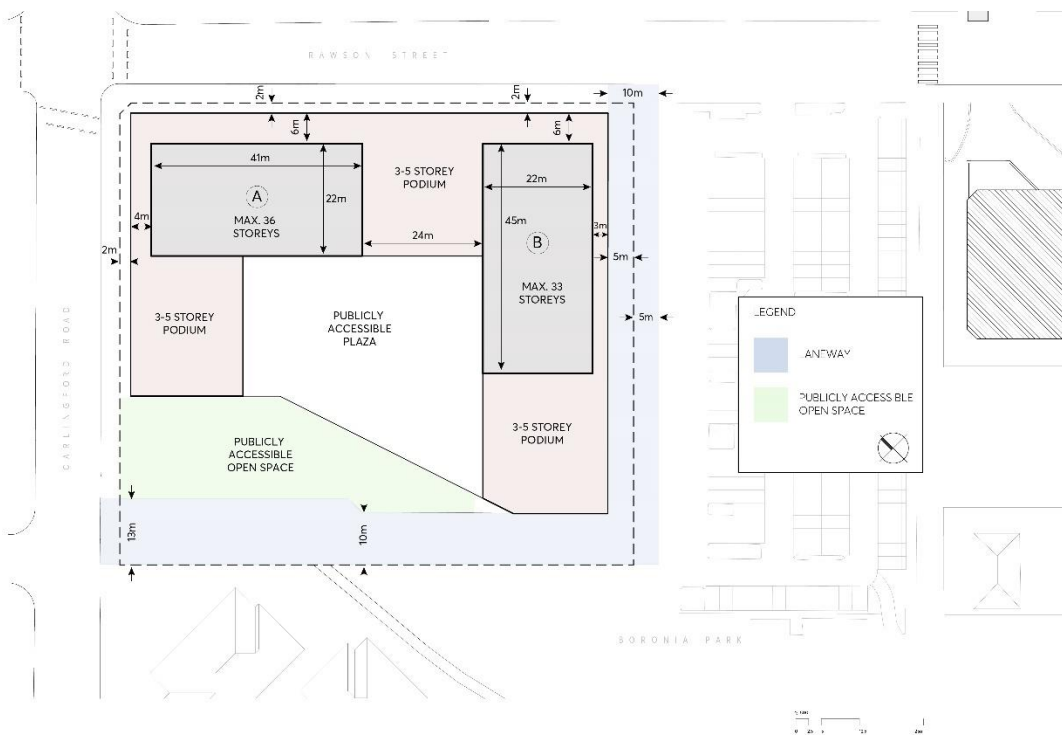 RAWSON STREET
2m
2m
10m
6m
6m
41m
3-5 STOREY
PODIUM
22m
A
22m
45m
4m
MAX. 36
STOREYS
B
3m
24m
2m
5m
MAX. 33
STOREYS
3-5 STOREY
PODIUM
PUBLICLY
ACCESSIBLE
PLAZA
5m
LEGEND
LANEWAY
PUBLICLY ACCESSIBLE
OPEN SPACE
CARLINGFORD ROAD
3-5 STOREY
PODIUM
PUBLICLY
ACCESSIBLE
OPEN SPACE
13m
10m
BORONIA PARK